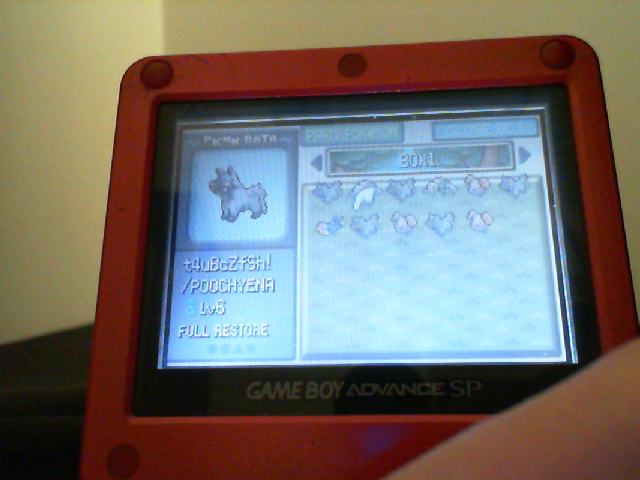 PKMN DATA
PARTY POKéMON
CLOSE BOX
BOX1
t4uBcZfSh!
/POOCHYENA
♂ Lv6
FULL RESTORE
GAME BOY ADVANCE SP